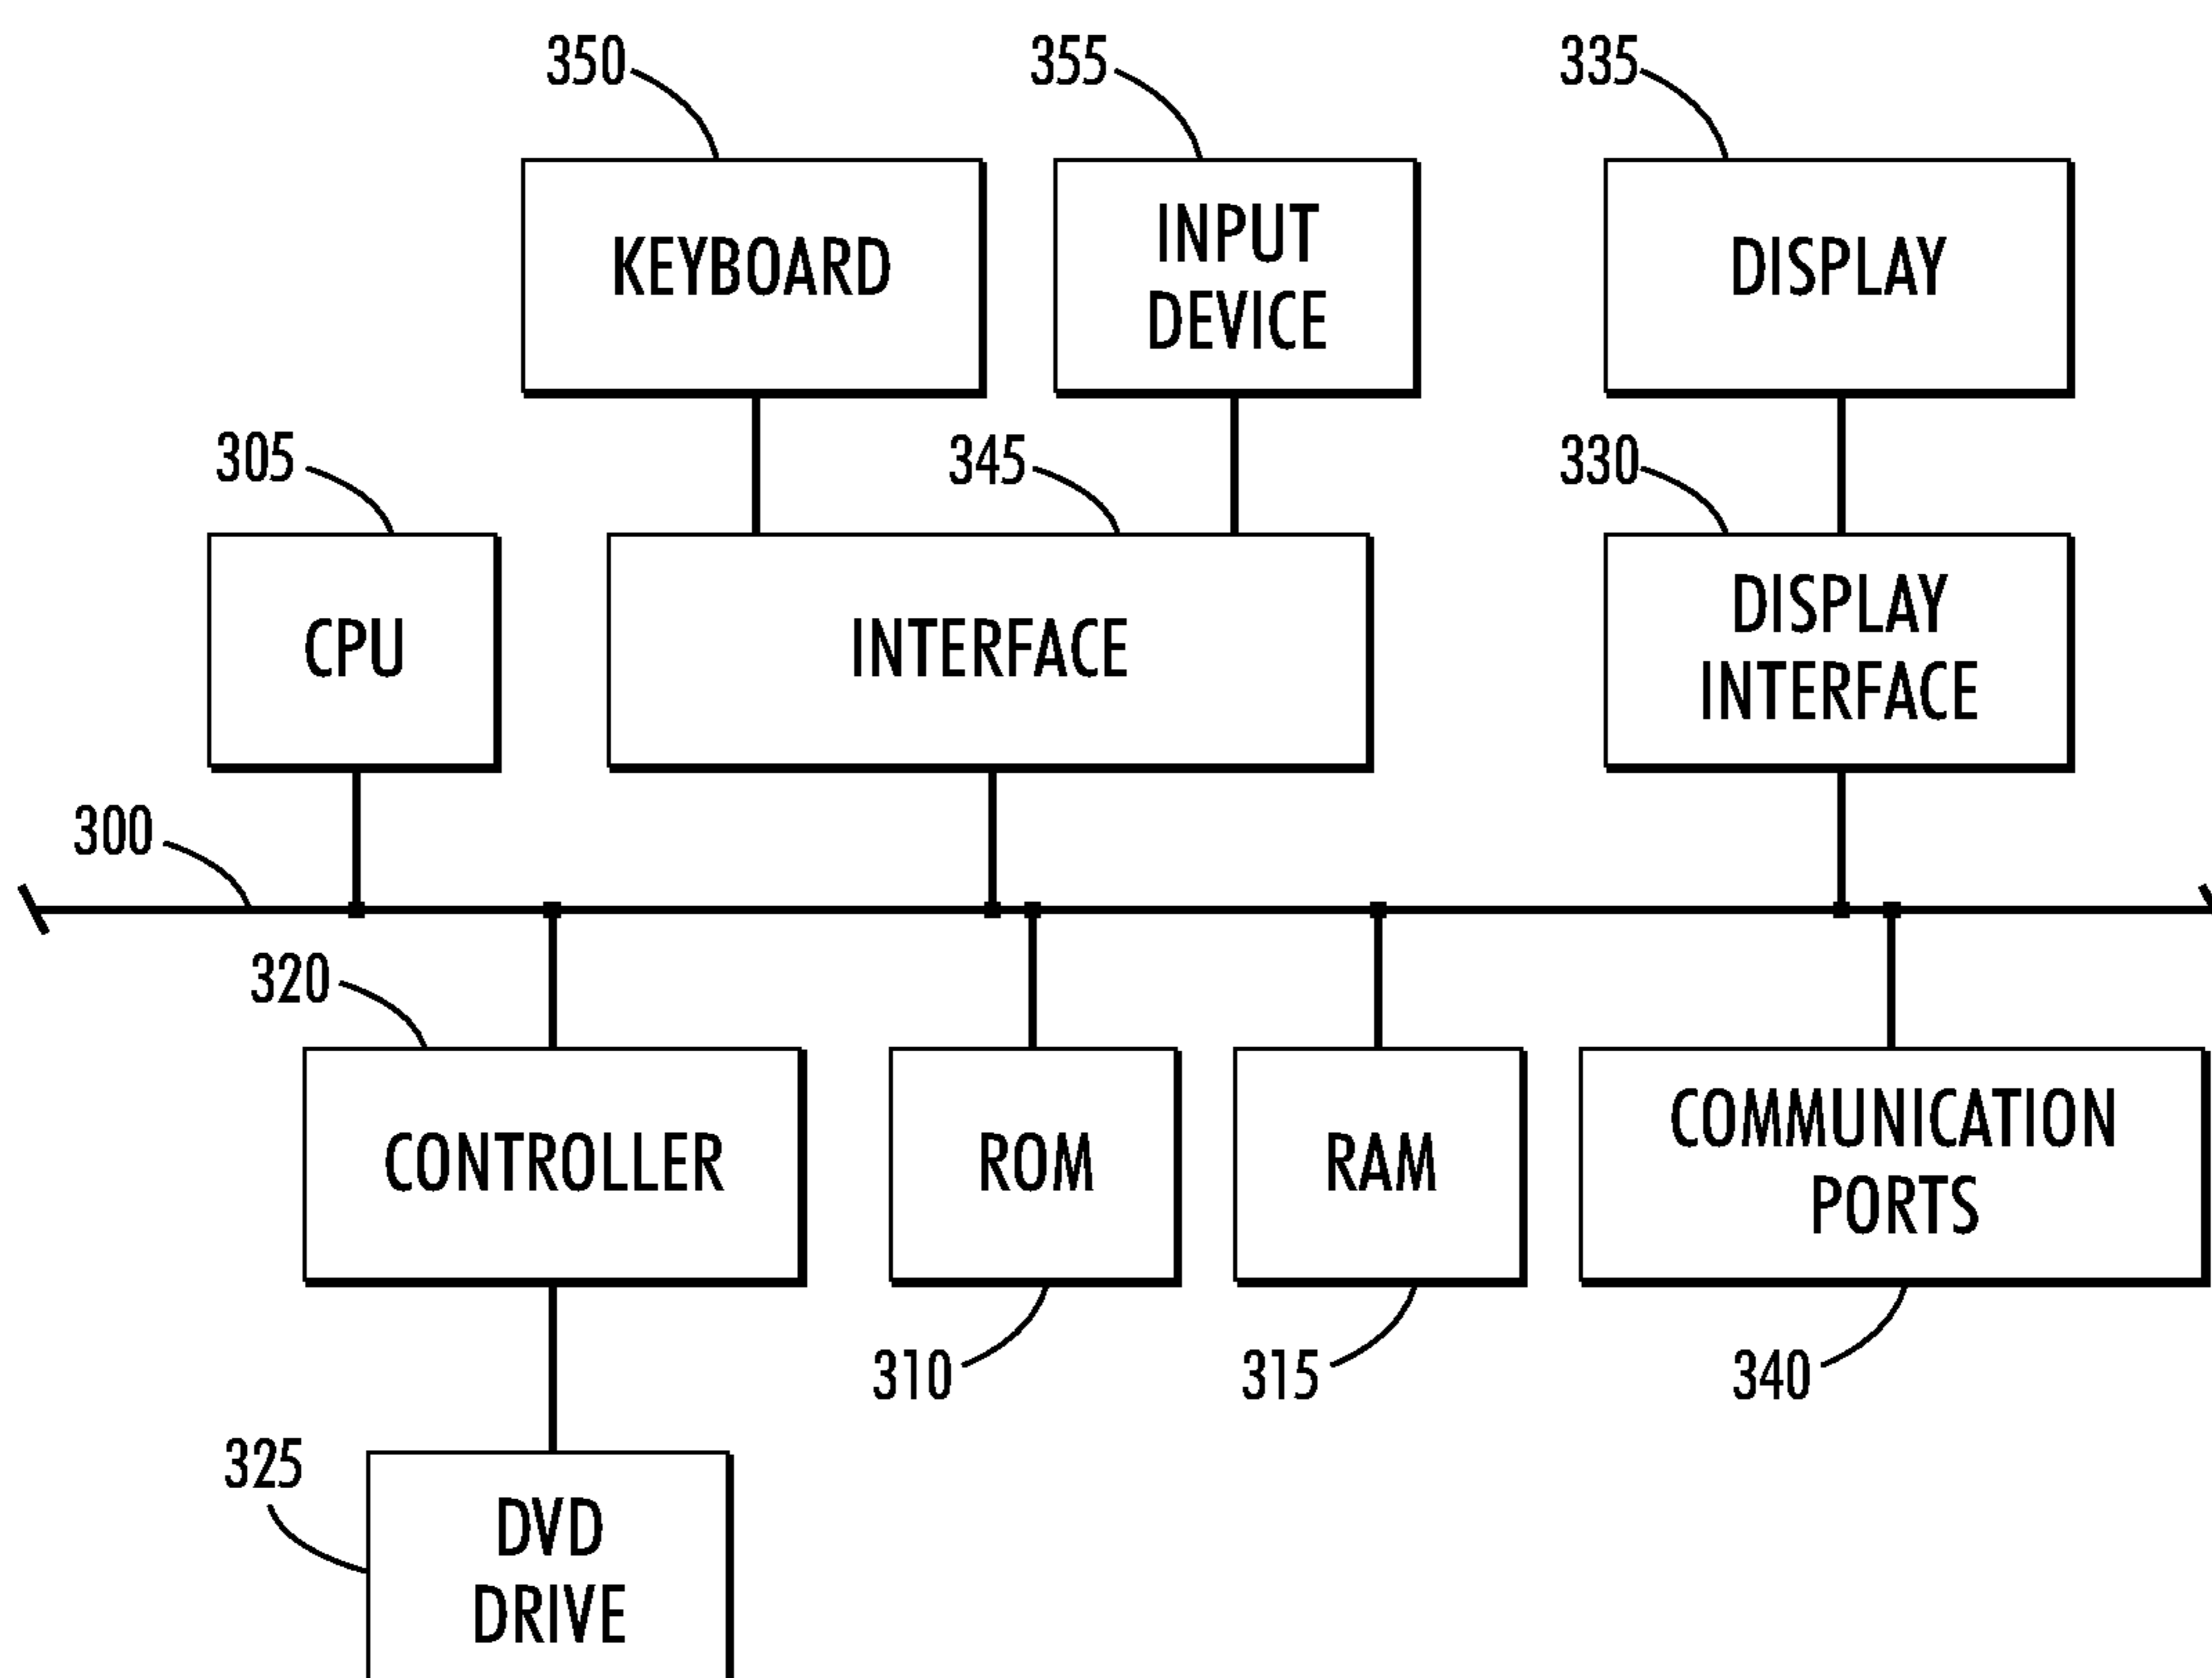 350
355
335
KEYBOARD
INPUT
DEVICE
DISPLAY
305
345
330
CPU
INTERFACE
DISPLAY
INTERFACE
300
320
CONTROLLER
ROM
RAM
COMMUNICATION
PORTS
310
315
340
325
DVD
DRIVE